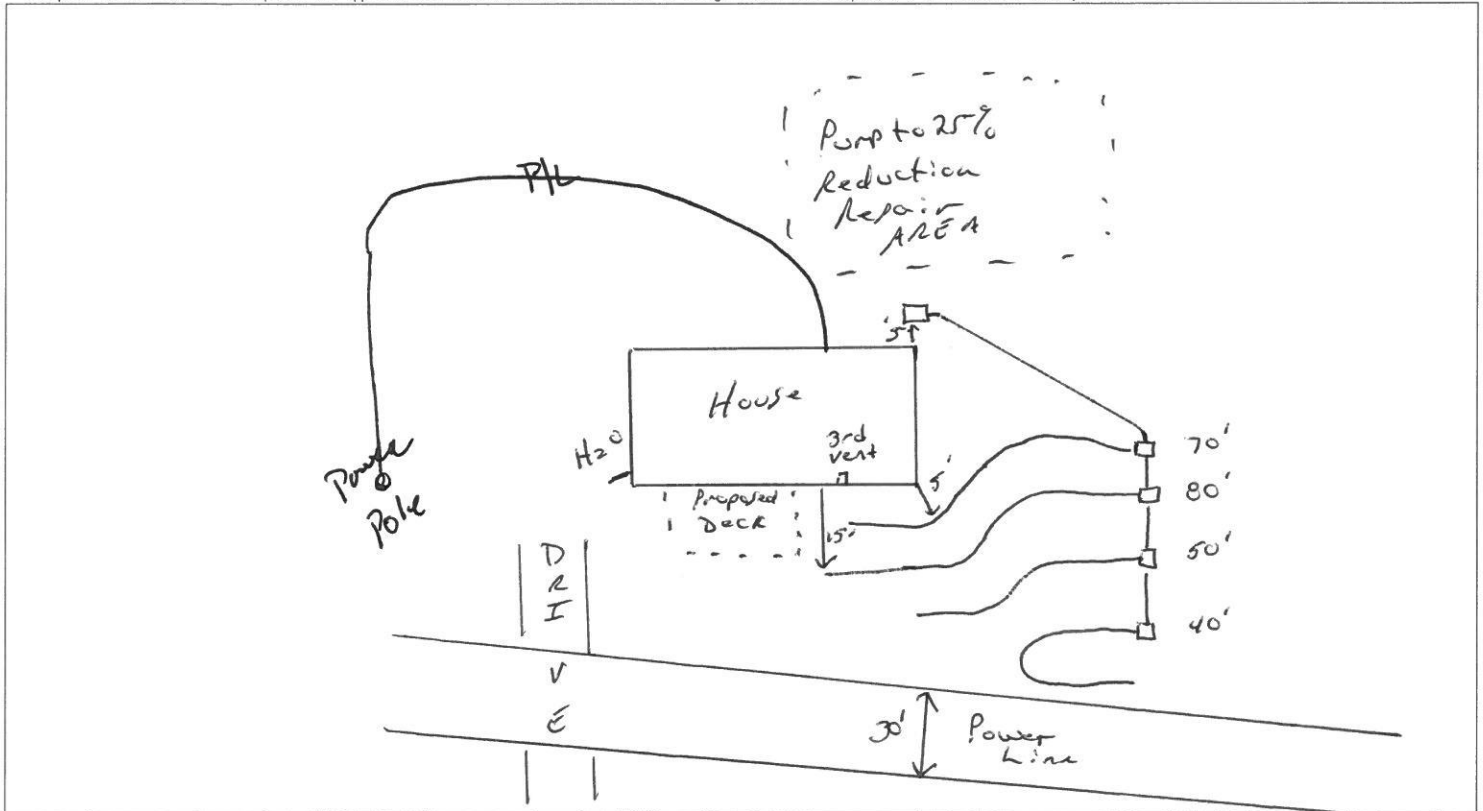 Pump to 25%
Reduction
Repair
AREA
P/L
5'
House
H2O
3rd
vent
5'
70'
80'
50'
40'
Power
Pole
Proposed
Deck
15'
DRIVE
30'
Power
Line